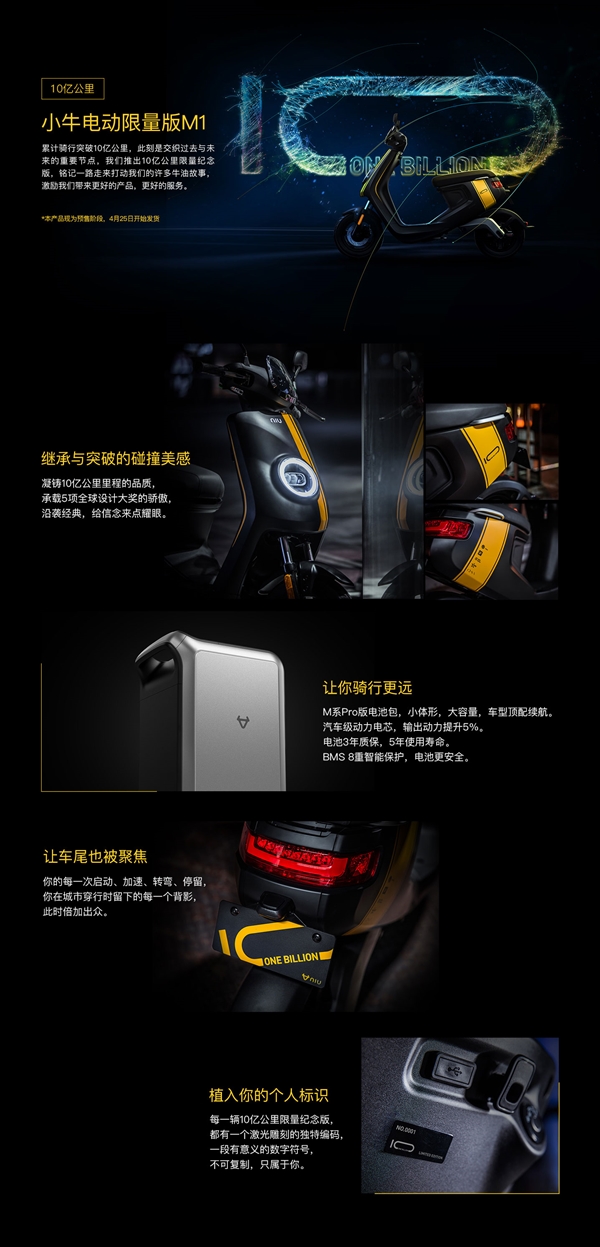 10亿公里
小牛电动限量版M1
累计骑行突破10亿公里，此刻是交织过去与未
来的重要节点，我们推出10亿公里限量纪念
版，铭记一路走来打动我们的许多牛油故事，
激励我们带来更好的产品，更好的服务。
*本产品现为预售阶段，4月25日开始发货
10
ONE BILLION
继承与突破的碰撞美感
凝铸10亿公里里程的品质，
承载5项全球设计大奖的骄傲，
沿袭经典，给信念来点耀眼。
NIU
10
让你骑行更远
M系Pro版电池包，小体形，大容量，车型顶配续航。
汽车级动力电芯，输出动力提升5%。
电池3年质保，5年使用寿命。
BMS 8重智能保护，电池更安全。
让车尾也被聚焦
你的每一次启动、加速、转弯、停留，
你在城市穿行时留下的每一个背影，
此时倍加出众。
10
ONE BILLION
NIU
植入你的个人标识
每一辆10亿公里限量纪念版，
都有一个激光雕刻的独特编码，
一段有意义的数字符号，
不可复制，只属于你。
NO.0001
10
LIMITED EDITION